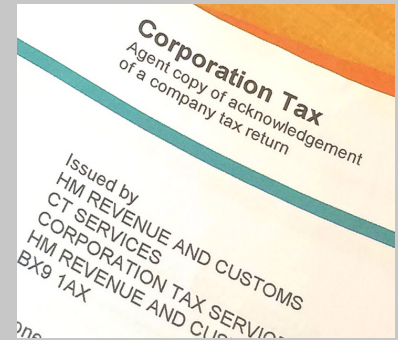 Corporation Tax
Agent copy of acknowledgement
of a company tax return
Issued by
HM REVENUE AND CUSTOMS
CT SERVICES
CORPORATION TAX
HM REVENUE AND
BX9 1AX